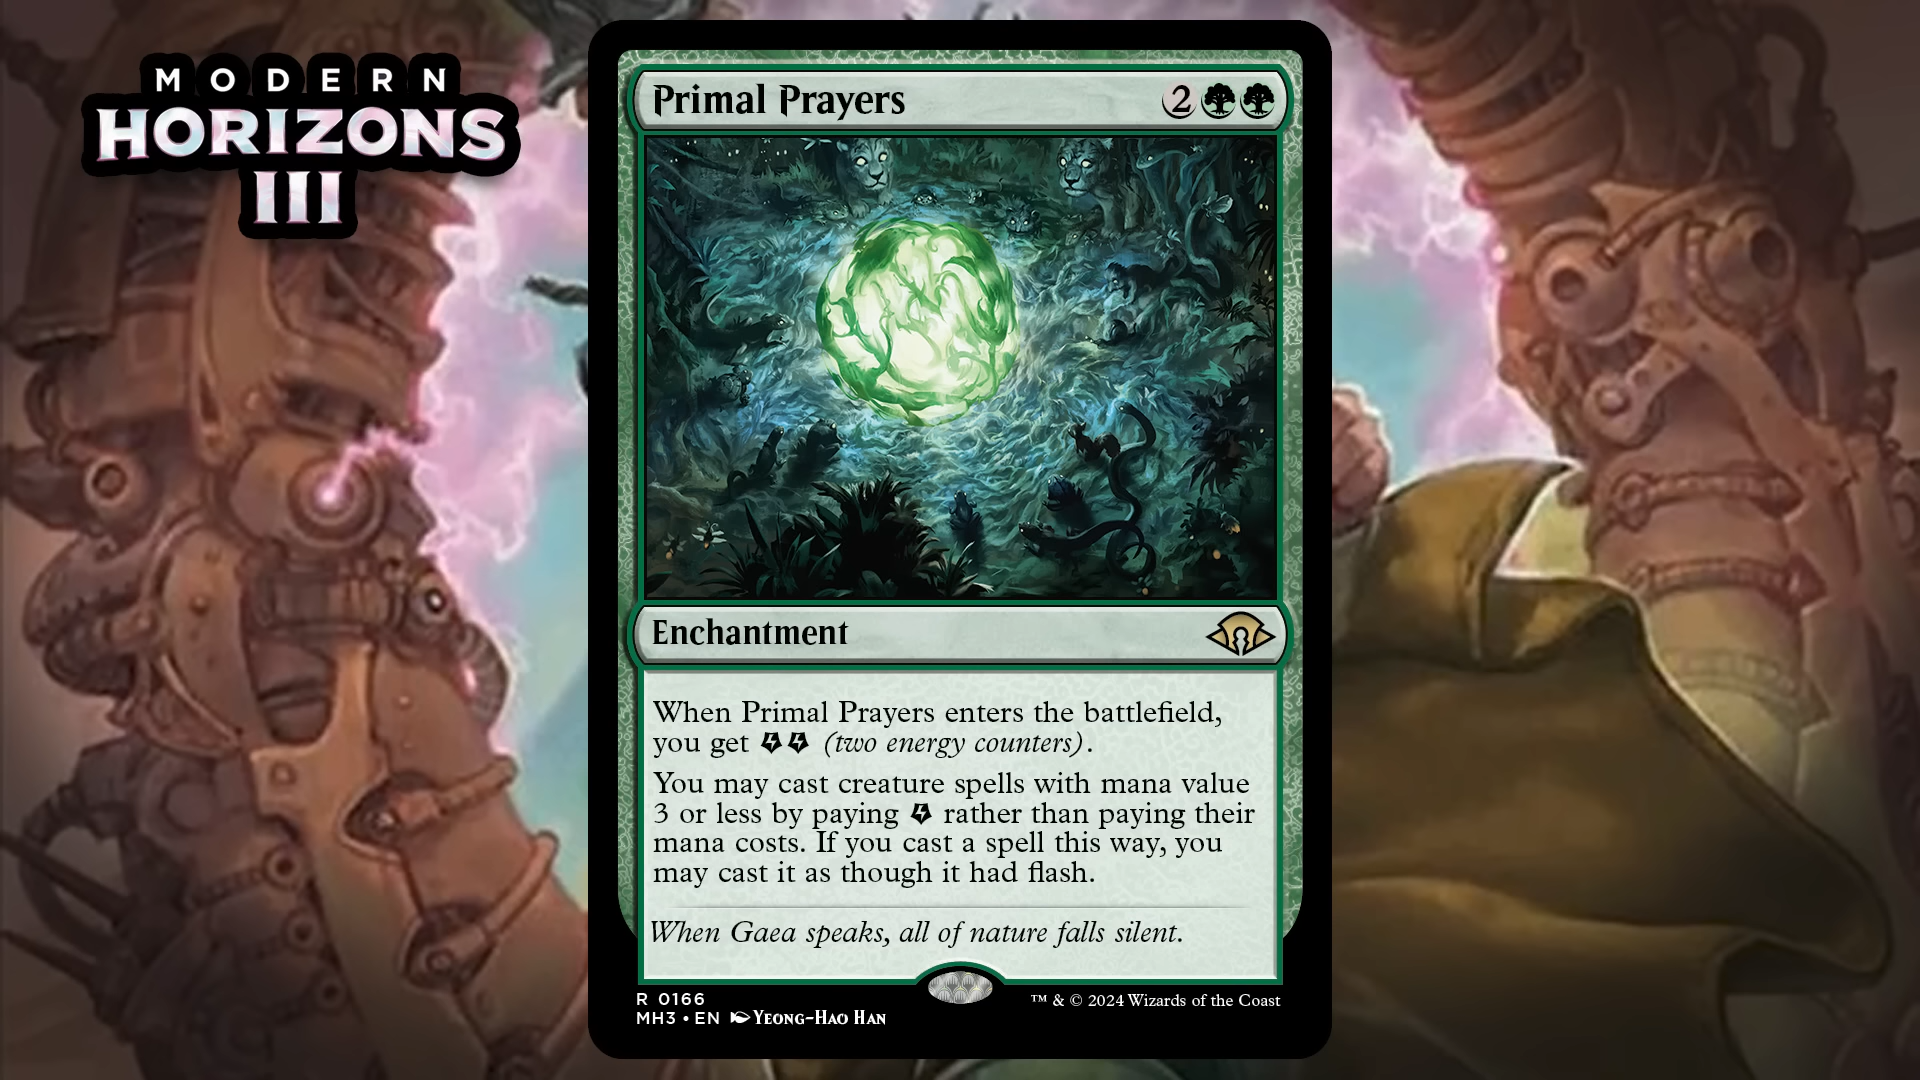 MODERN
HORIZONS
III
Primal Prayers 2
Enchantment
When Primal Prayers enters the battlefield,
you get (two energy counters).
You may cast creature spells with mana value
3 or less by paying rather than paying their
mana costs. If you cast a spell this way, you
may cast it as though it had flash.
When Gaea speaks, all of nature falls silent.
R 0166
MH3 • EN Yeong-Hao Han
™ & © 2024 Wizards of the Coast